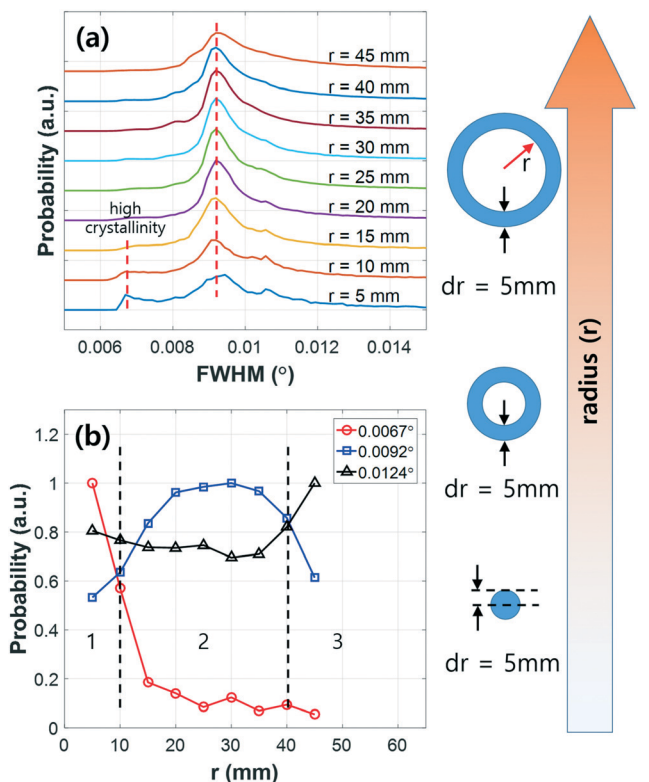 (a)
Probability (a.u.)
r = 45 mm
r = 40 mm
r = 35 mm
r = 30 mm
r = 25 mm
r = 20 mm
high
crystallinity
r = 15 mm
r = 10 mm
r = 5 mm
0.006
0.008
0.01
0.012
0.014
FWHM (°)
r
dr = 5mm
radius (r)
(b)
Probability (a.u.)
1.2
1
0.8
0.6
0.4
0.2
0
0.0067°
0.0092°
0.0124°
1
2
3
0
10
20
30
40
50
60
r (mm)
dr = 5mm
dr = 5mm